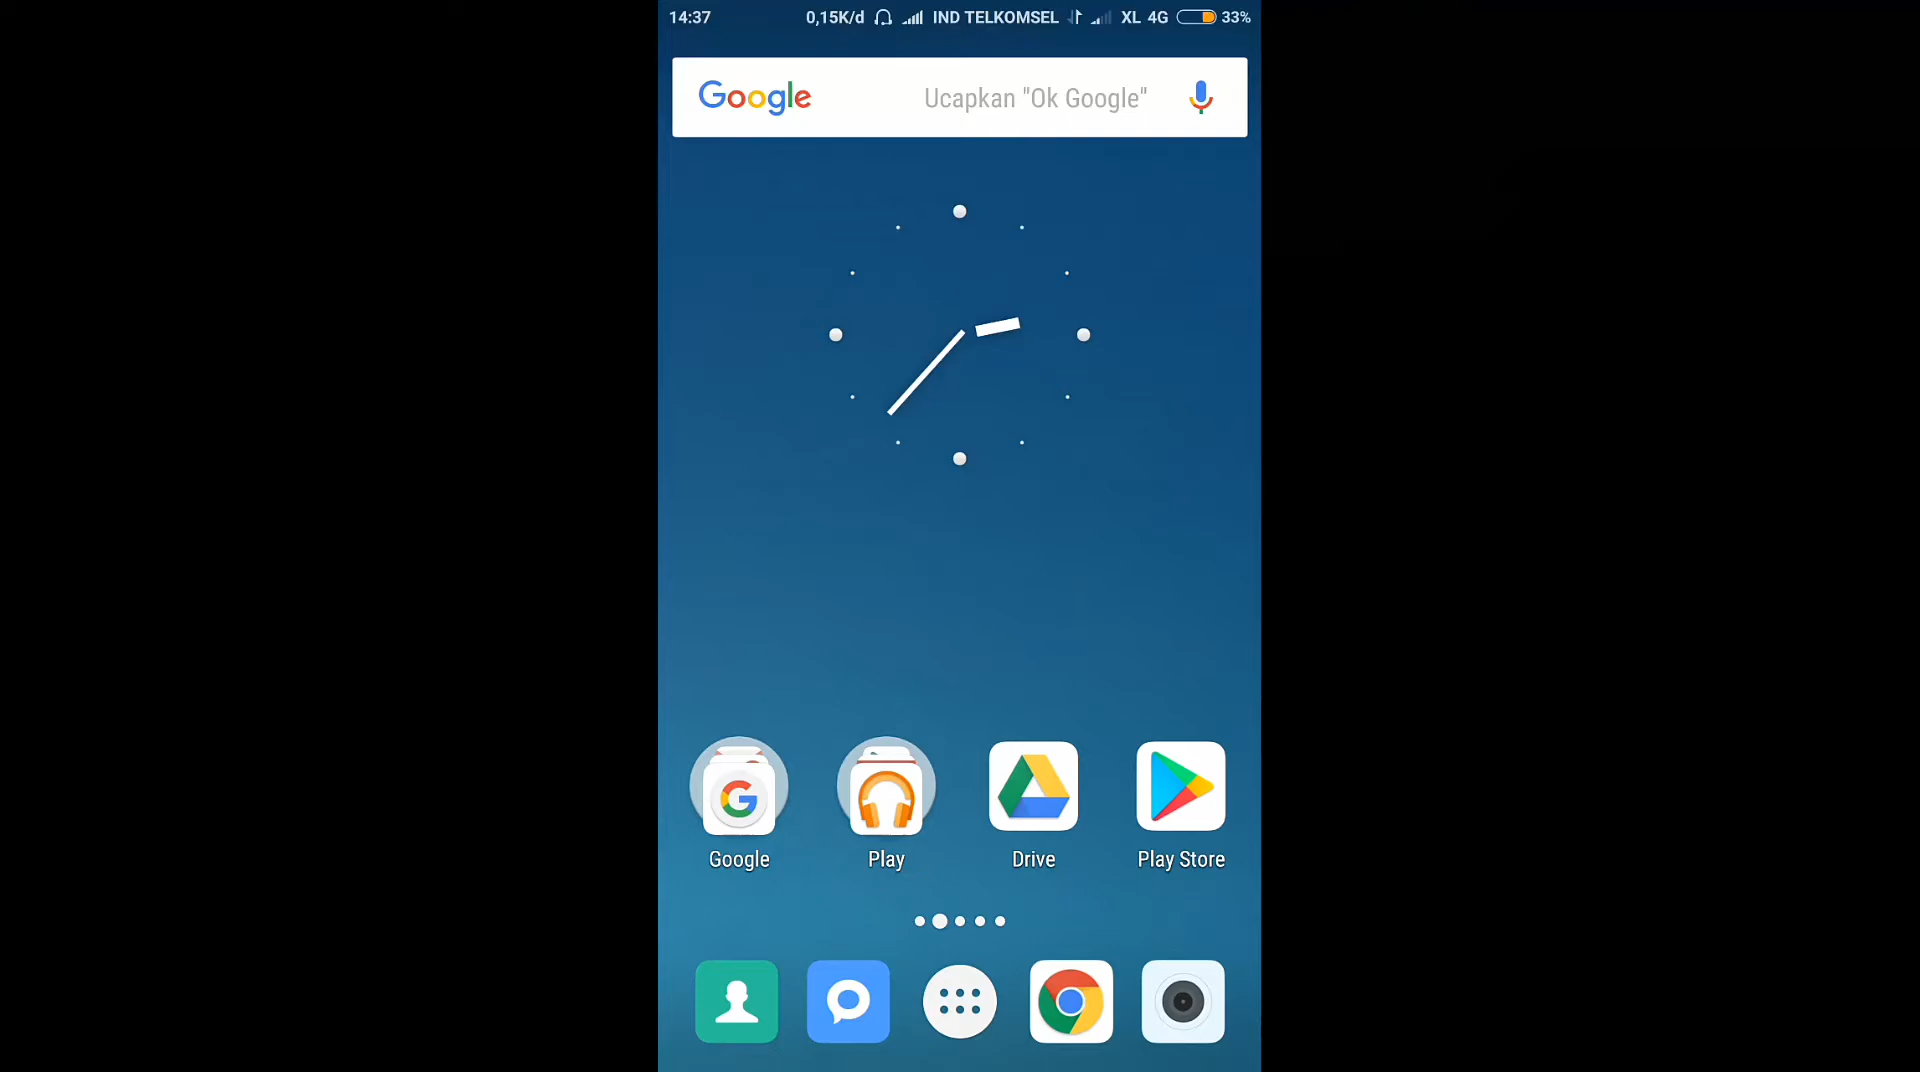 14:37 0,15K/d IND TELKOMSEL XL 4G 33%
Google Ucapkan "Ok Google"
Google Play Drive Play Store